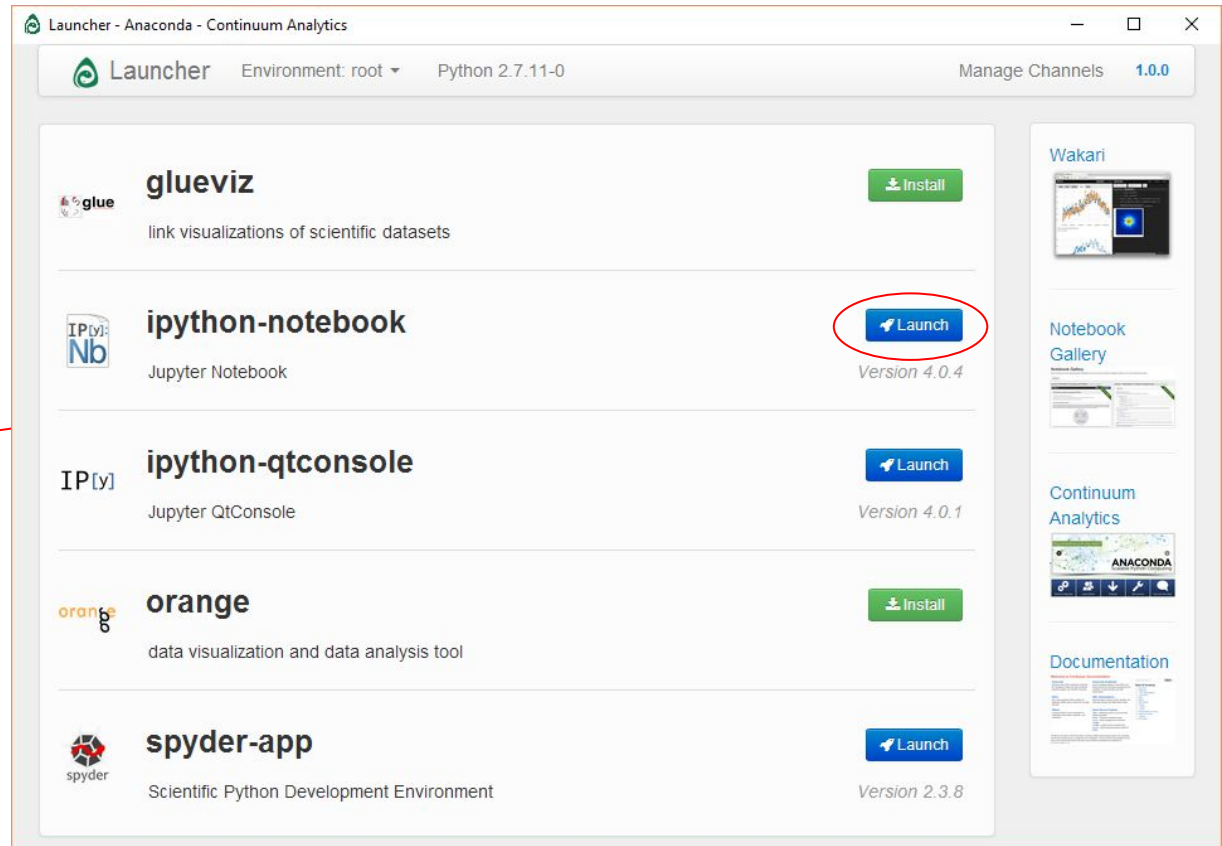 Launcher - Anaconda - Continuum Analytics
Launcher Environment: root Python 2.7.11-0 Manage Channels 1.0.0
glue
glueviz
Install
link visualizations of scientific datasets
IP[y]:
Nb
ipython-notebook
Launch
Jupyter Notebook
Version 4.0.4
IP[y]
ipython-qtconsole
Launch
Jupyter QtConsole
Version 4.0.1
orange
orange
Install
data visualization and data analysis tool
spyder
spyder-app
Launch
Scientific Python Development Environment
Version 2.3.8
Wakari
Notebook
Gallery
Notebook Gallery
Continuum
Analytics
ANACONDA
Documentation